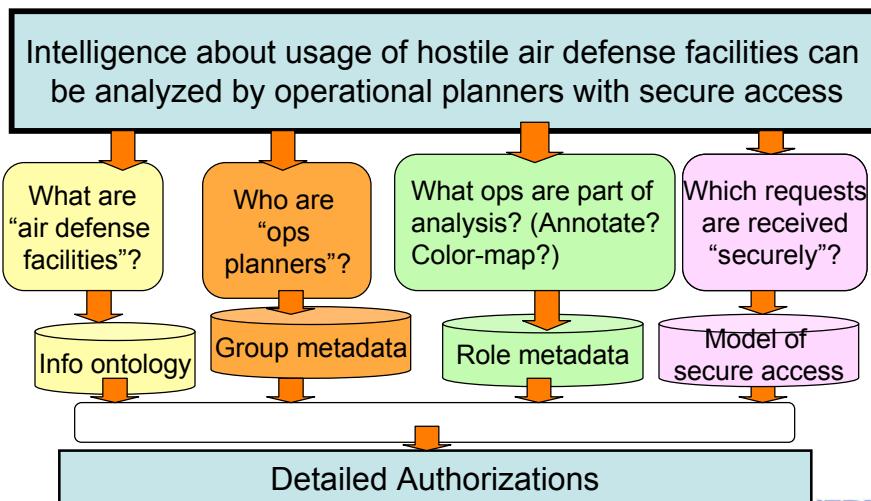 Intelligence about usage of hostile air defense facilities can
be analyzed by operational planners with secure access
What are
“air defense
facilities”?
Who are
“ops
planners”?
What ops are part of
analysis? (Annotate?
Color-map?)
Which requests
are received
“securely”?
Info ontology
Group metadata
Role metadata
Model of
secure access
Detailed Authorizations